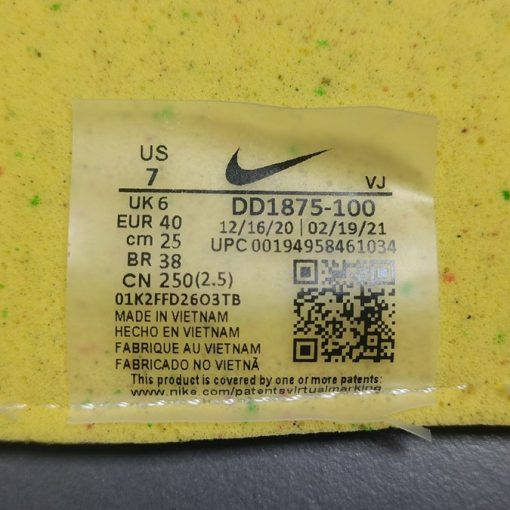 US
7
VJ
UK 6
EUR 40
cm 25
BR 38
CN 250(2.5)
DD1875-100
12/16/20 | 02/19/21
UPC 00194958461034
01K2FFD26O3TB
MADE IN VIETNAM
HECHO EN VIETNAM
FABRIQUE AU VIETNAM
FABRICADO NO VIETNÃ
This product is covered by one or more patents:
www.nike.com/patentsvirtualmarking